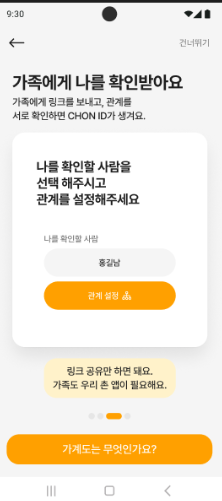 9:30
건너뛰기
가족에게 나를 확인받아요
가족에게 링크를 보내고, 관계를
서로 확인하면 CHON ID가 생겨요.
나를 확인할 사람을
선택 해주시고
관계를 설정해주세요
나를 확인할 사람
홍길남
관계 설정
링크 공유만 하면 돼요.
가족도 우리 촌 앱이 필요해요.
가계도는 무엇인가요?